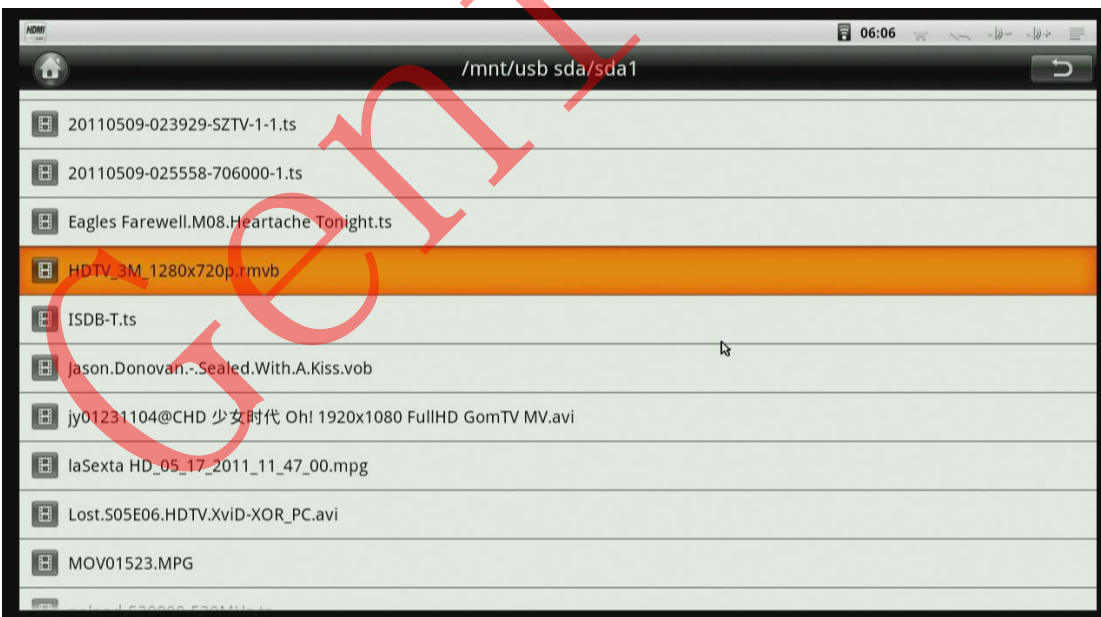 HDMI
06:06
/mnt/usb sda/sda1
20110509-023929-SZTV-1-1.ts
20110509-025558-706000-1.ts
Eagles Farewell.M08.Heartache Tonight.ts
HDTV_3M_1280x720p.rmvb
ISDB-T.ts
Jason.Donovan.-.Sealed.With.A.Kiss.vob
jy01231104@CHD 少女时代 Oh! 1920x1080 FullHD GomTV MV.avi
laSexta HD_05_17_2011_11_47_00.mpg
Lost.S05E06.HDTV.XviD-XOR_PC.avi
MOV01523.MPG
Gen